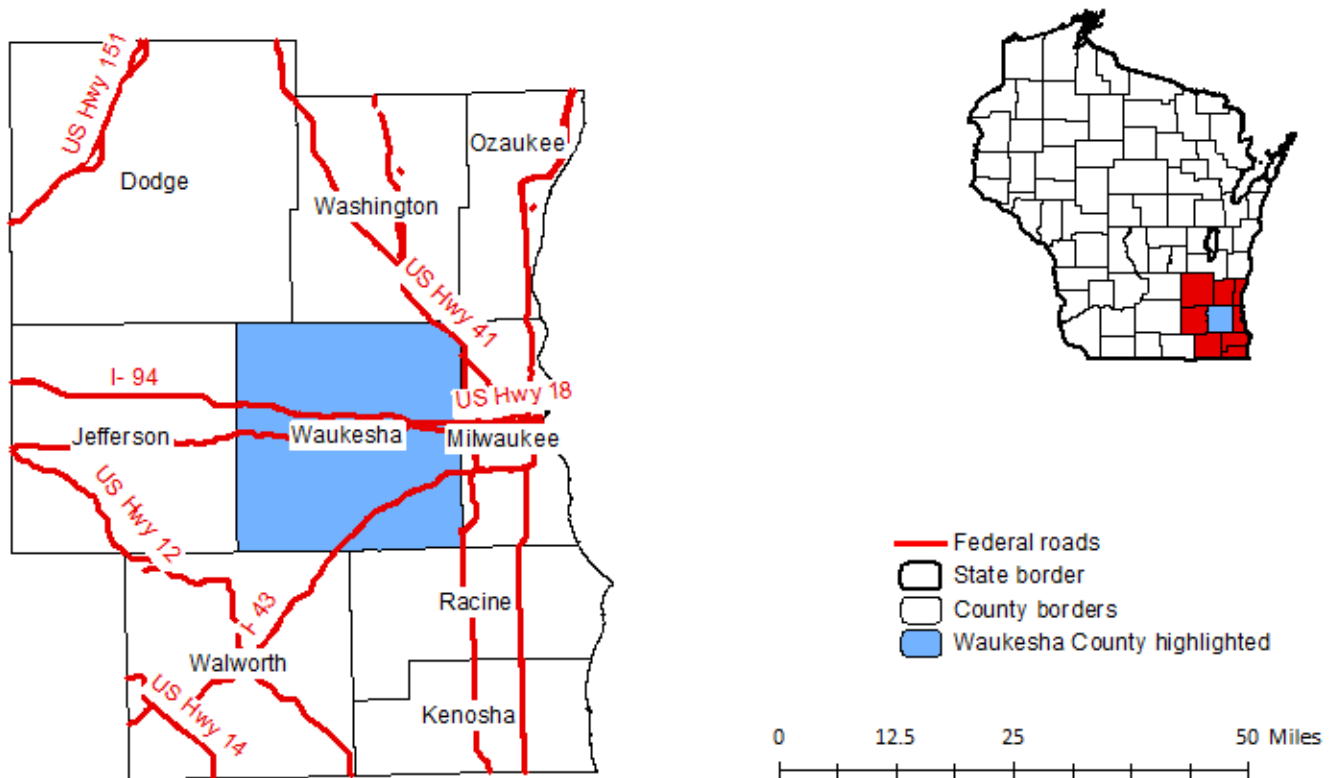 US Hwy 151
Ozaukee
Dodge
Washington
US Hwy 41
I- 94
US Hwy 18
Jefferson
Waukesha
Milwaukee
US Hwy 12
I- 43
Racine
Walworth
US Hwy 14
Kenosha
Federal roads
State border
County borders
Waukesha County highlighted
0 12.5 25 50 Miles